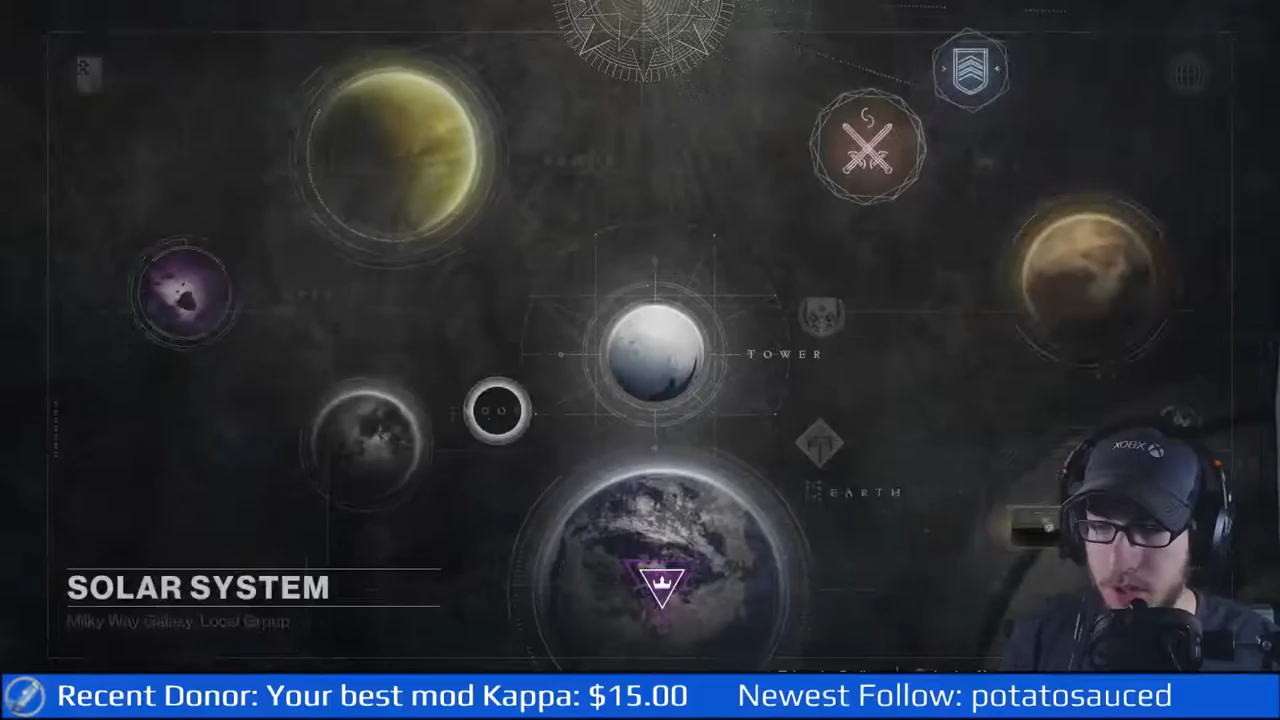 TOWER
EARTH
SOLAR SYSTEM
Milky Way Galaxy, Local Group
XBOX
Recent Donor: Your best mod Kappa: $15.00 Newest Follow: potatosauced